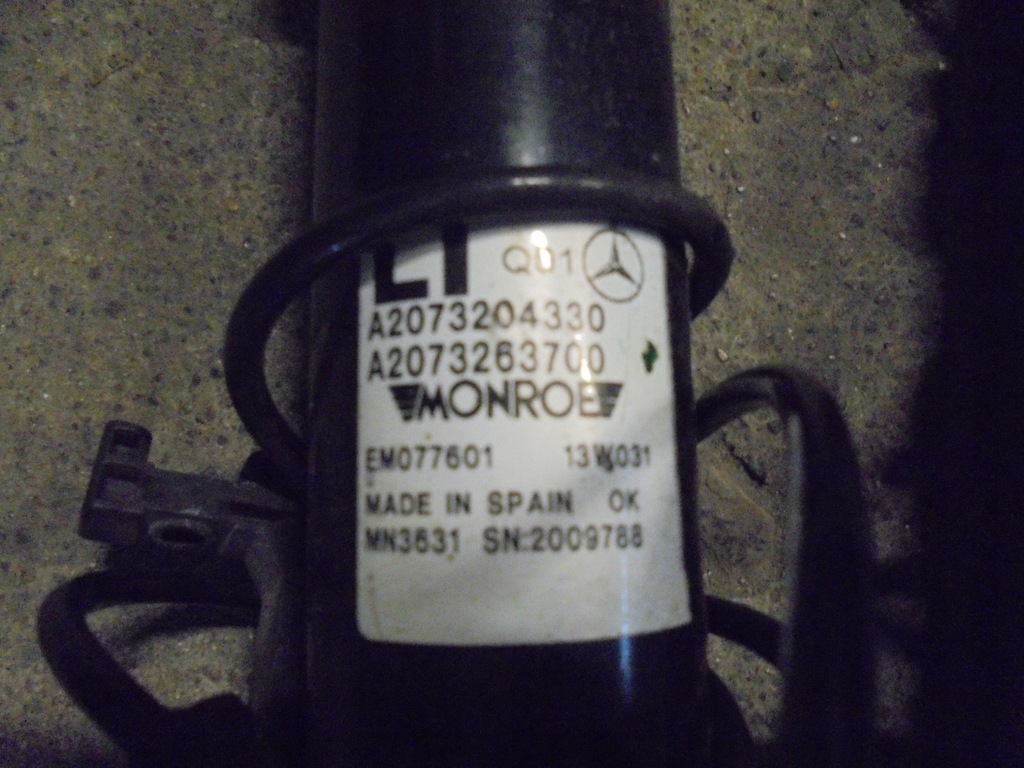 LT Q01
A2073204330
A2073263700
MONROE
EM077601 13W031
MADE IN SPAIN OK
MN3631 SN:2009788